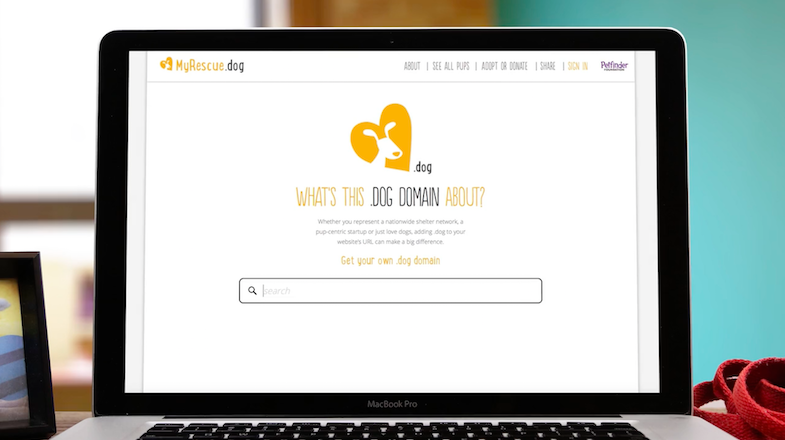 MyRescue.dog
ABOUT | SEE ALL PUPS | ADOPT OR DONATE | SHARE | SIGN IN
Petfinder
.dog
WHAT'S THIS .DOG DOMAIN ABOUT?
Whether you represent a nationwide shelter network, a
pup-centric startup or just love dogs, adding .dog to your
website's URL can make a big difference.
Get your own .dog domain
search
MacBook Pro